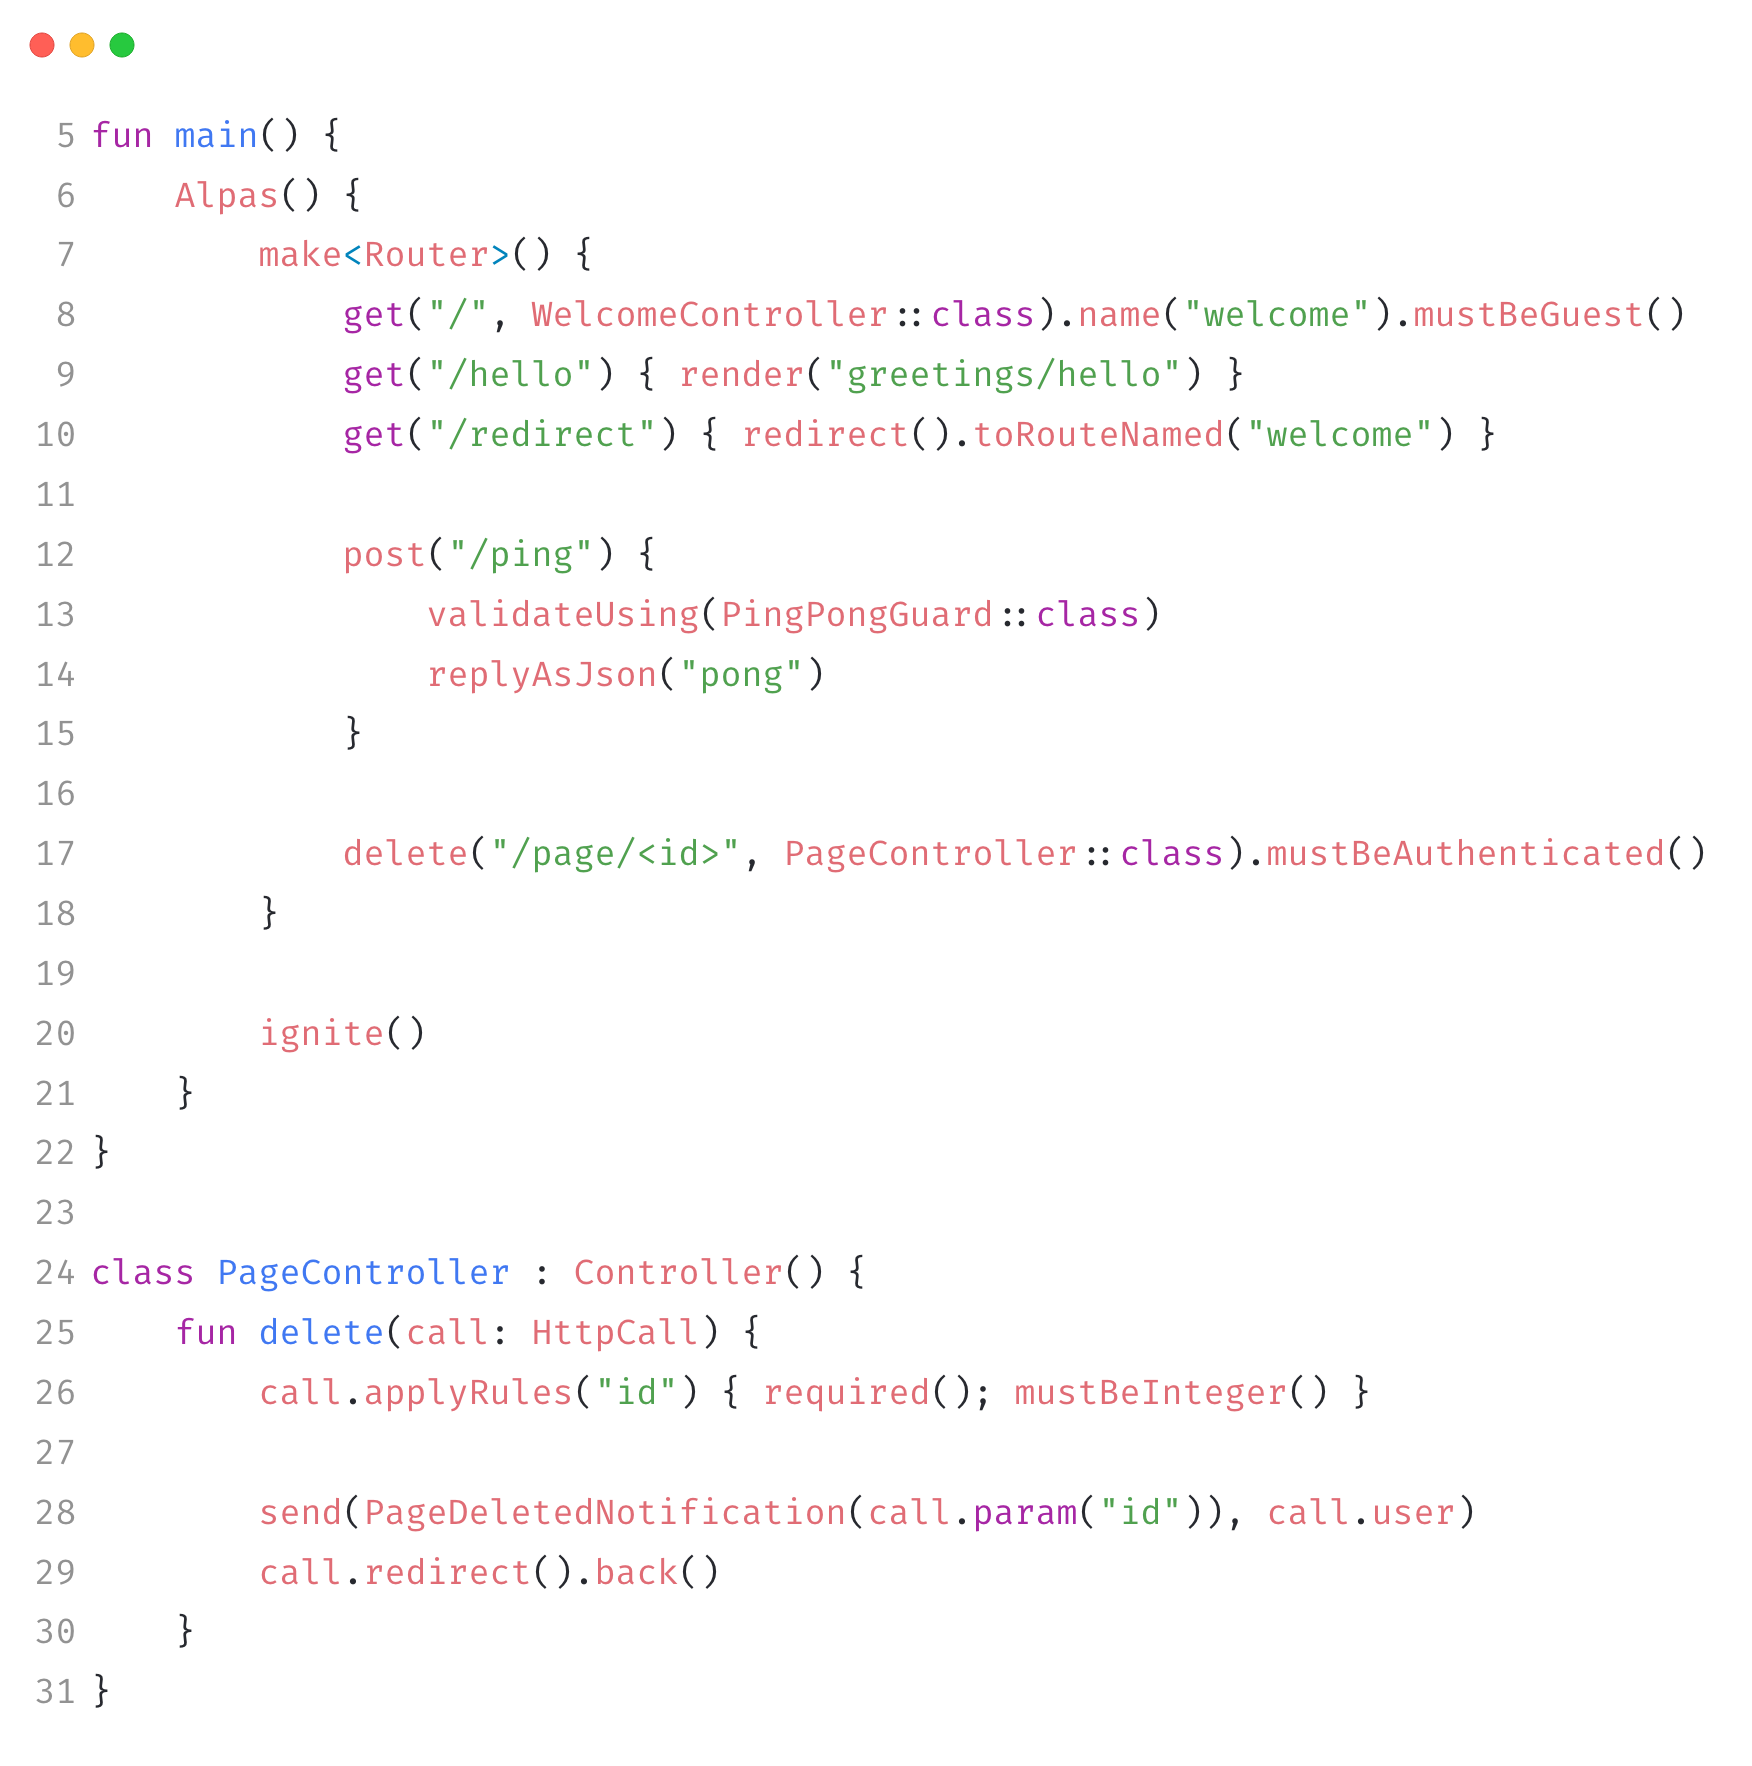 5 fun main() {
6     Alpas() {
7         make<Router>() {
8             get("/", WelcomeController::class).name("welcome").mustBeGuest()
9             get("/hello") { render("greetings/hello") }
10             get("/redirect") { redirect().toRouteNamed("welcome") }
11
12             post("/ping") {
13                 validateUsing(PingPongGuard::class)
14                 replyAsJson("pong")
15             }
16
17             delete("/page/<id>", PageController::class).mustBeAuthenticated()
18         }
19
20         ignite()
21     }
22 }
23
24 class PageController : Controller() {
25     fun delete(call: HttpCall) {
26         call.applyRules("id") { required(); mustBeInteger() }
27
28         send(PageDeletedNotification(call.param("id")), call.user)
29         call.redirect().back()
30     }
31 }